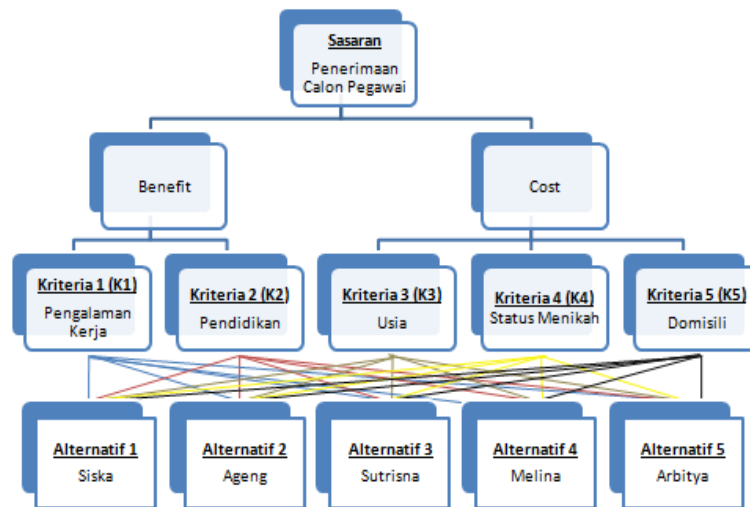 Sasaran
Penerimaan
Calon Pegawai
Benefit
Cost
Kriteria 1 (K1)
Pengalaman
Kerja
Kriteria 2 (K2)
Pendidikan
Kriteria 3 (K3)
Usia
Kriteria 4 (K4)
Status Menikah
Kriteria 5 (K5)
Domisili
Alternatif 1
Siska
Alternatif 2
Ageng
Alternatif 3
Sutrisna
Alternatif 4
Melina
Alternatif 5
Arbitya